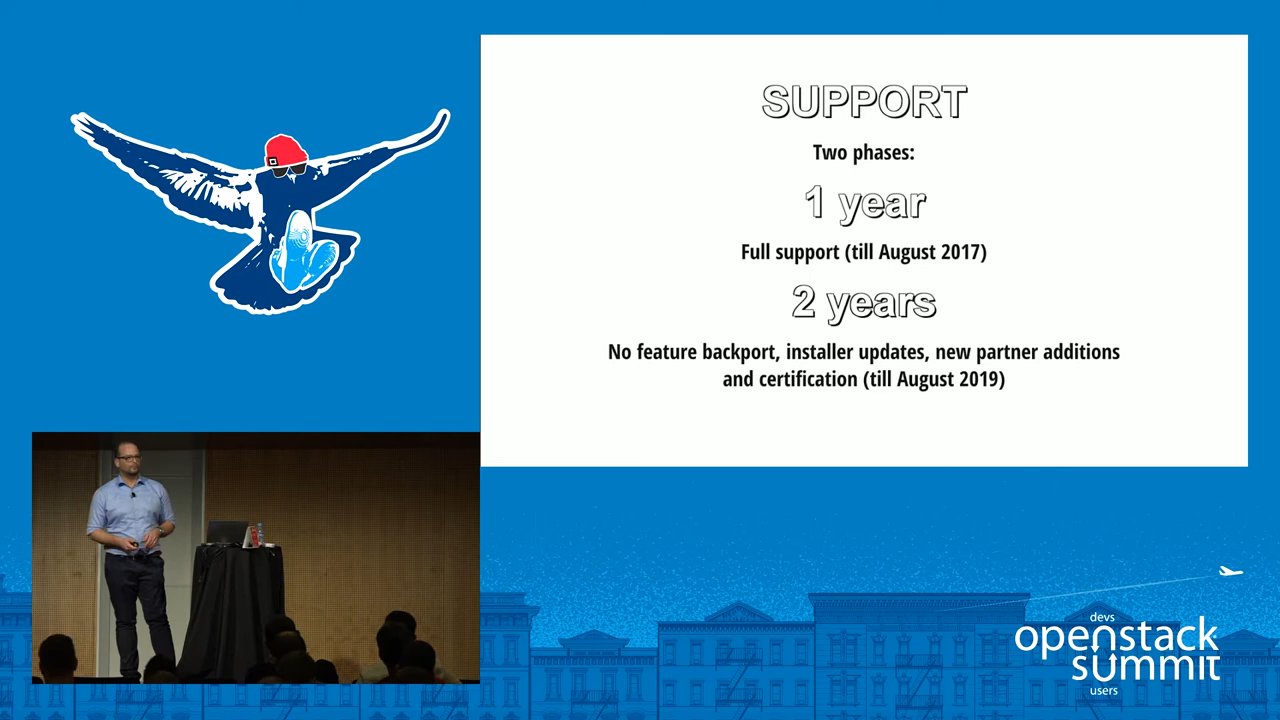 SUPPORT
Two phases:
1 year
Full support (till August 2017)
2 years
No feature backport, installer updates, new partner additions
and certification (till August 2019)
devs
openstack
summit
users